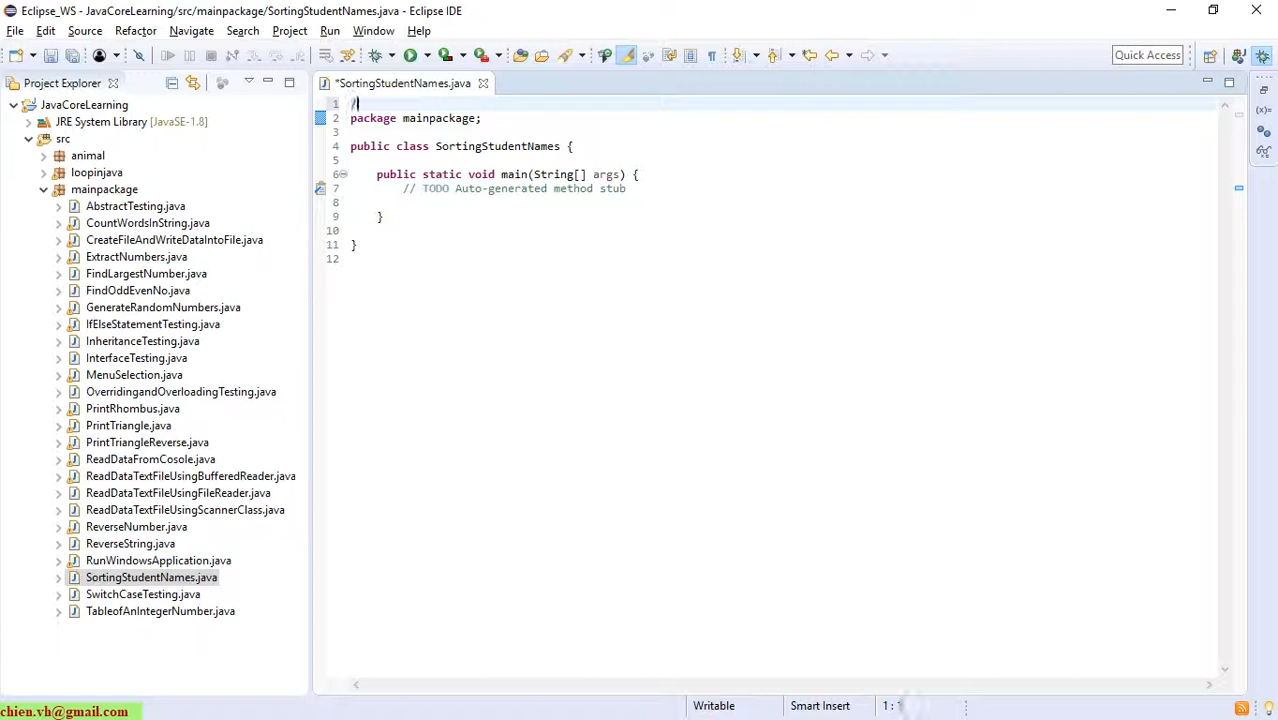 Eclipse_WS - JavaCoreLearning/src/mainpackage/SortingStudentNames.java - Eclipse IDE
File Edit Source Refactor Navigate Search Project Run Window Help
Quick Access
Project Explorer
*SortingStudentNames.java
JavaCoreLearning
JRE System Library [JavaSE-1.8]
src
animal
loopinjava
mainpackage
AbstractTesting.java
CountWordsInString.java
CreateFileAndWriteDataIntoFile.java
ExtractNumbers.java
FindLargestNumber.java
FindOddEvenNo.java
GenerateRandomNumbers.java
IfElseStatementTesting.java
InheritanceTesting.java
InterfaceTesting.java
MenuSelection.java
OverridingandOverloadingTesting.java
PrintRhombus.java
PrintTriangle.java
PrintTriangleReverse.java
ReadDataFromCosole.java
ReadDataTextFileUsingBufferedReader.java
ReadDataTextFileUsingFileReader.java
ReadDataTextFileUsingScannerClass.java
ReverseNumber.java
ReverseString.java
RunWindowsApplication.java
SortingStudentNames.java
SwitchCaseTesting.java
TableofAnIntegerNumber.java
1 /
2 package mainpackage;
3
4 public class SortingStudentNames {
5
6 public static void main(String[] args) {
7 // TODO Auto-generated method stub
8
9 }
10
11 }
12
chien.vh@gmail.com
Writable Smart Insert 1 :